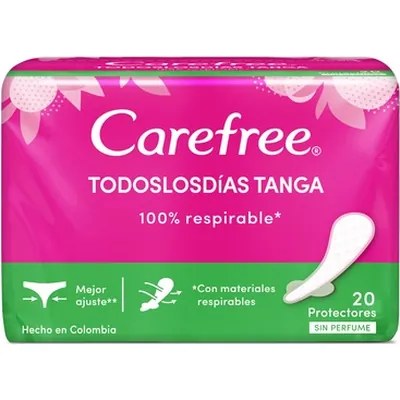 Carefree®
TODOSLOSDÍAS TANGA
100% respirable*
Mejor
ajuste**
*Con materiales
respirables
20
Protectores
SIN PERFUME
Hecho en Colombia